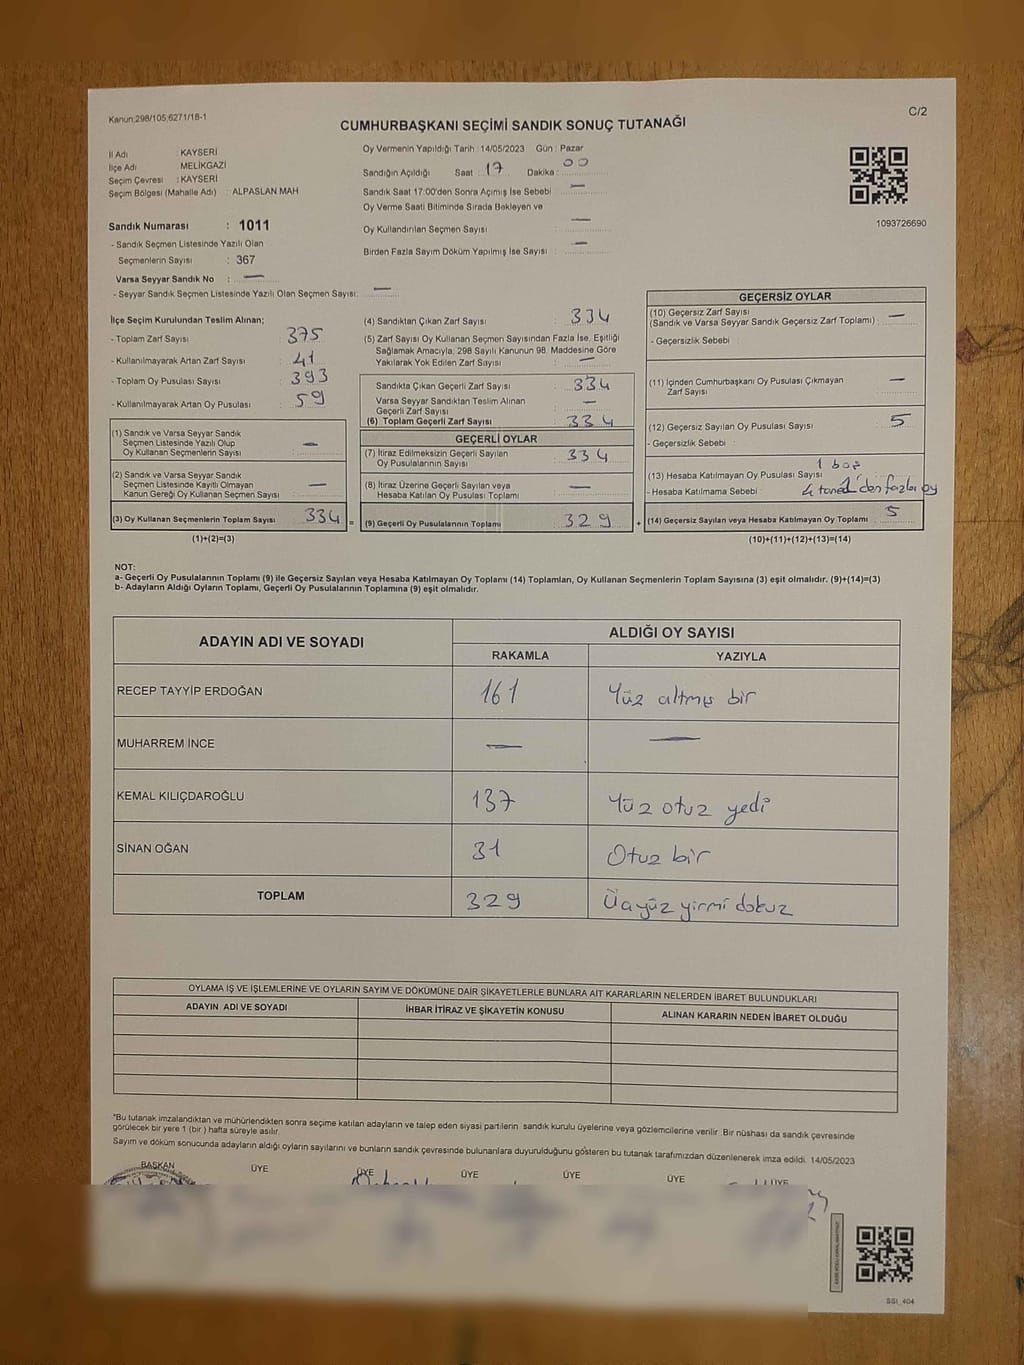 Kanun;298/105;6271/18-1
C/2
CUMHURBAŞKANI SEÇİMİ SANDIK SONUÇ TUTANAĞI
İl Adı : KAYSERİ
İlçe Adı : MELİKGAZİ
Seçim Çevresi : KAYSERİ
Seçim Bölgesi (Mahalle Adı) : ALPASLAN MAH
Sandık Numarası : 1011
- Sandık Seçmen Listesinde Yazılı Olan
Seçmenlerin Sayısı : 367
Varsa Seyyar Sandık No : —
- Seyyar Sandık Seçmen Listesinde Yazılı Olan Seçmen Sayısı: —
Oy Vermenin Yapıldığı Tarih :14/05/2023 Gün : Pazar
Sandığın Açıldığı Saat : 17 Dakika : 00
Sandık Saat 17:00'den Sonra Açımış İse Sebebi : —
Oy Verme Saati Bitiminde Sırada Bekleyen ve
Oy Kullandırılan Seçmen Sayısı : —
Birden Fazla Sayım Döküm Yapılmış İse Sayısı : —
1093726690
İlçe Seçim Kurulundan Teslim Alınan;
- Toplam Zarf Sayısı : 375
- Kullanılmayarak Artan Zarf Sayısı : 41
- Toplam Oy Pusulası Sayısı : 393
- Kullanılmayarak Artan Oy Pusulası : 59
(1) Sandık ve Varsa Seyyar Sandık
Seçmen Listesinde Yazılı Olup
Oy Kullanan Seçmenlerin Sayısı : —
(2) Sandık ve Varsa Seyyar Sandık
Seçmen Listesinde Kayıtlı Olmayan
Kanun Gereği Oy Kullanan Seçmen Sayısı : —
(3) Oy Kullanan Seçmenlerin Toplam Sayısı : 334 =
(1)+(2)=(3)
(4) Sandıktan Çıkan Zarf Sayısı : 334
(5) Zarf Sayısı Oy Kullanan Seçmen Sayısından Fazla İse, Eşitliği
Sağlamak Amacıyla, 298 Sayılı Kanunun 98. Maddesine Göre
Yakılarak Yok Edilen Zarf Sayısı : —
Sandıkta Çıkan Geçerli Zarf Sayısı : 334
Varsa Seyyar Sandıktan Teslim Alınan
Geçerli Zarf Sayısı : —
(6) Toplam Geçerli Zarf Sayısı : 334
GEÇERLİ OYLAR
(7) İtiraz Edilmeksizin Geçerli Sayılan
Oy Pusulalarının Sayısı : 334
(8) İtiraz Üzerine Geçerli Sayılan veya
Hesaba Katılan Oy Pusulası Toplamı : —
(9) Geçerli Oy Pusulalarının Toplamı : 329 +
GEÇERSİZ OYLAR
(10) Geçersiz Zarf Sayısı
(Sandık ve Varsa Seyyar Sandık Geçersiz Zarf Toplamı) : —
- Geçersizlik Sebebi :
(11) İçinden Cumhurbaşkanı Oy Pusulası Çıkmayan
Zarf Sayısı : —
(12) Geçersiz Sayılan Oy Pusulası Sayısı : 5
- Geçersizlik Sebebi :
(13) Hesaba Katılmayan Oy Pusulası Sayısı : 1 boş
- Hesaba Katılmama Sebebi : 4 tane 1'den fazla oy
(14) Geçersiz Sayılan veya Hesaba Katılmayan Oy Toplamı : 5
(10)+(11)+(12)+(13)=(14)
NOT:
a- Geçerli Oy Pusulalarının Toplamı (9) ile Geçersiz Sayılan veya Hesaba Katılmayan Oy Toplamı (14) Toplamları, Oy Kullanan Seçmenlerin Toplam Sayısına (3) eşit olmalıdır. (9)+(14)=(3)
b- Adayların Aldığı Oyların Toplamı, Geçerli Oy Pusulalarının Toplamına (9) eşit olmalıdır.
ADAYIN ADI VE SOYADI ALDIĞI OY SAYISI
RAKAMLA YAZIYLA
RECEP TAYYİP ERDOĞAN 161 Yüz altmış bir
MUHARREM İNCE — —
KEMAL KILIÇDAROĞLU 137 Yüz otuz yedi
SİNAN OĞAN 31 Otuz bir
TOPLAM 329 Üçyüz yirmi dokuz
OYLAMA İŞ VE İŞLEMLERİNE VE OYLARIN SAYIM VE DÖKÜMÜNE DAİR ŞİKAYETLERLE BUNLARA AİT KARARLARIN NELERDEN İBARET BULUNDUKLARI
ADAYIN ADI VE SOYADI İHBAR İTİRAZ VE ŞİKAYETİN KONUSU ALINAN KARARIN NEDEN İBARET OLDUĞU
*Bu tutanak imzalandıktan ve mühürlendikten sonra seçime katılan adayların ve talep eden siyasi partilerin sandık kurulu üyelerine veya gözlemcilerine verilir. Bir nüshası da sandık çevresinde
görülecek bir yere 1 (bir ) hafta süreyle asılır.
Sayım ve döküm sonucunda adayların aldığı oyların sayılarını ve bunların sandık çevresinde bulunanlara duyurulduğunu gösteren bu tutanak tarafımızdan düzenlenerek imza edildi. 14/05/2023
BAŞKAN ÜYE ÜYE ÜYE ÜYE ÜYE ÜYE
SSI_404